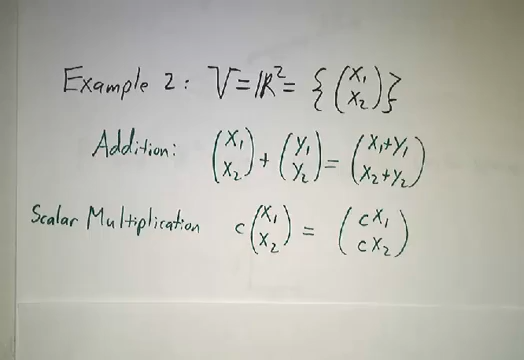 Example 2: V=ℝ²= {(x₁ x₂)}
Addition: (x₁ x₂) + (y₁ y₂) = (x₁+y₁ x₂+y₂)
Scalar Multiplication c(x₁ x₂) = (cx₁ cx₂)